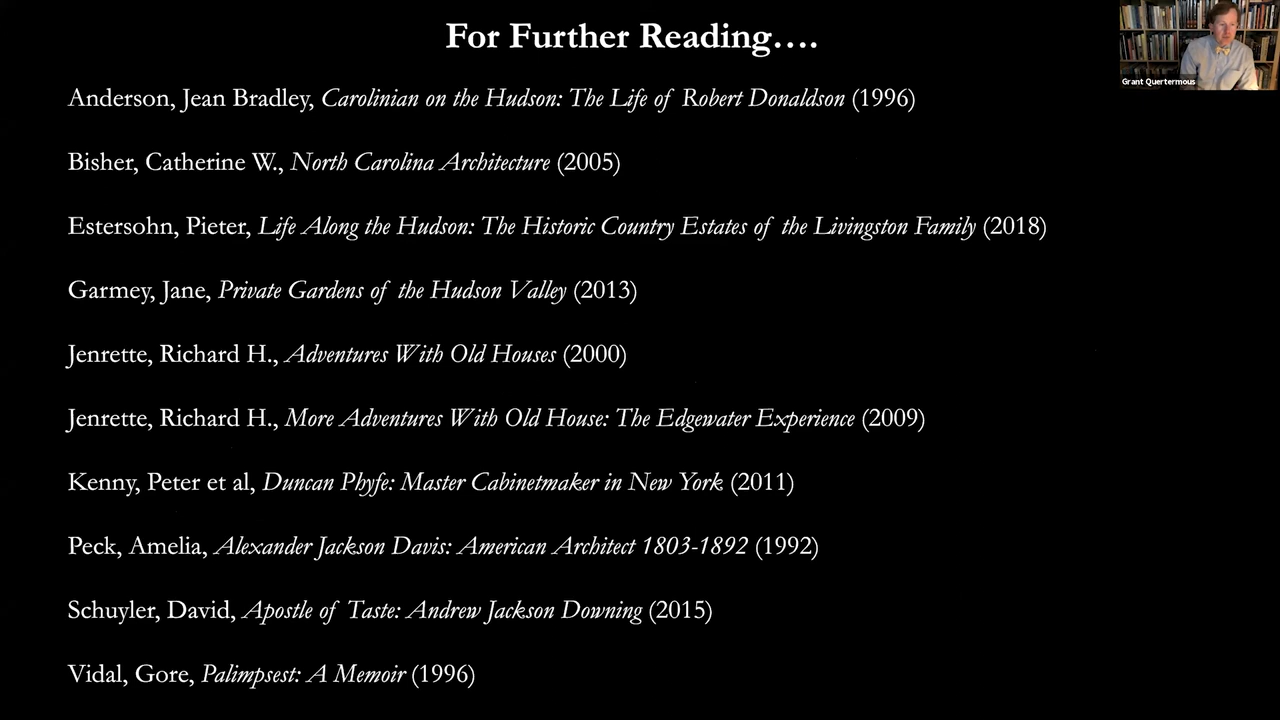 For Further Reading....
Grant Quertermous
Anderson, Jean Bradley, Carolinian on the Hudson: The Life of Robert Donaldson (1996)
Bisher, Catherine W., North Carolina Architecture (2005)
Estersohn, Pieter, Life Along the Hudson: The Historic Country Estates of the Livingston Family (2018)
Garmey, Jane, Private Gardens of the Hudson Valley (2013)
Jenrette, Richard H., Adventures With Old Houses (2000)
Jenrette, Richard H., More Adventures With Old House: The Edgewater Experience (2009)
Kenny, Peter et al, Duncan Phyfe: Master Cabinetmaker in New York (2011)
Peck, Amelia, Alexander Jackson Davis: American Architect 1803-1892 (1992)
Schuyler, David, Apostle of Taste: Andrew Jackson Downing (2015)
Vidal, Gore, Palimpsest: A Memoir (1996)